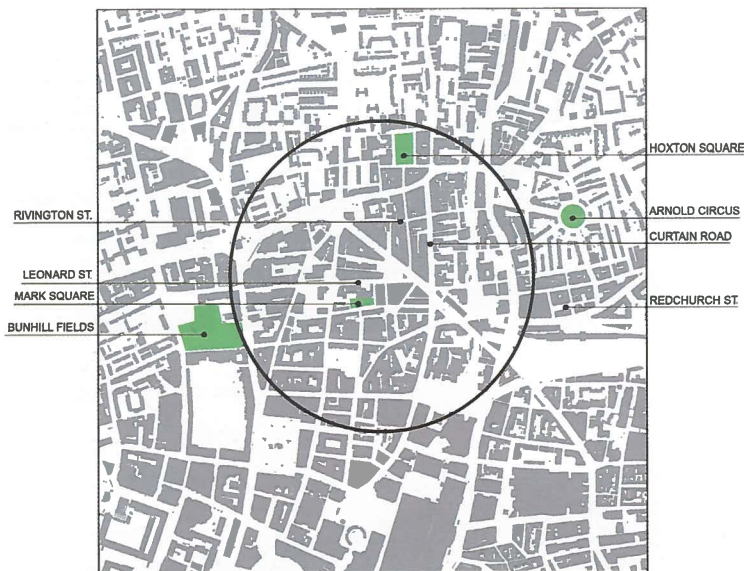 HOXTON SQUARE
RIVINGTON ST.
ARNOLD CIRCUS
CURTAIN ROAD
LEONARD ST.
MARK SQUARE
REDCHURCH ST.
BUNHILL FIELDS